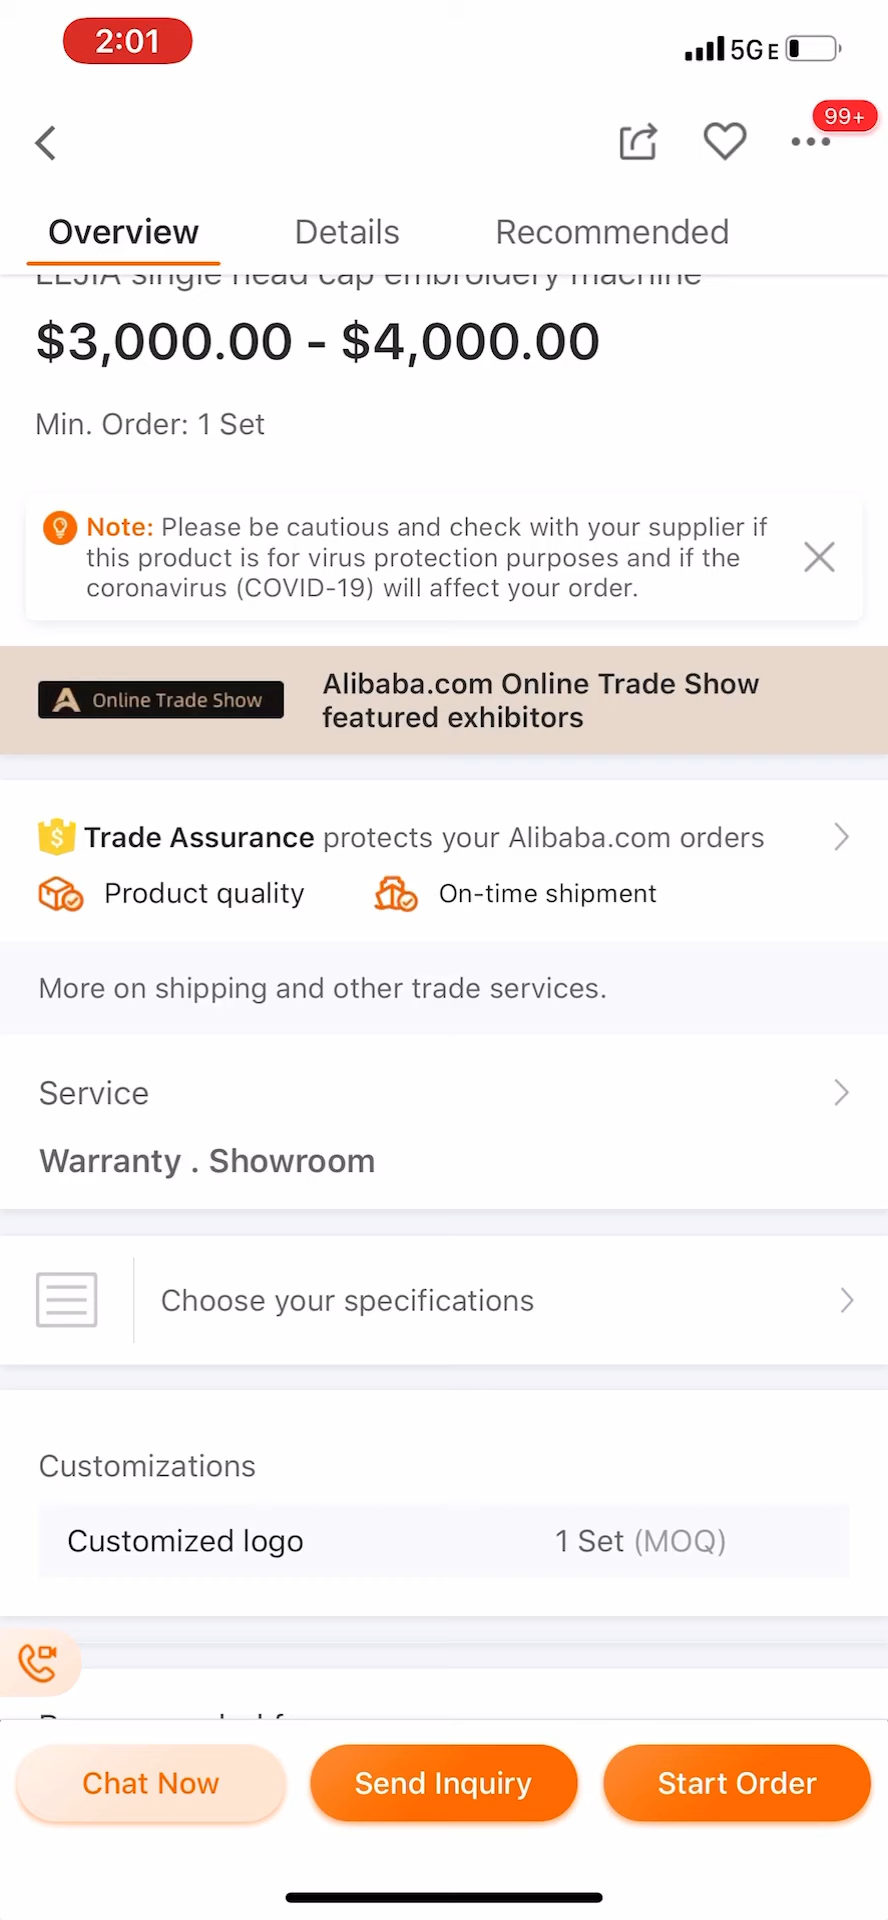 2:01
5GE
99+
Overview Details Recommended
single head cap embroidery machine
$3,000.00 - $4,000.00
Min. Order: 1 Set
Note: Please be cautious and check with your supplier if
this product is for virus protection purposes and if the
coronavirus (COVID-19) will affect your order.
Online Trade Show
Alibaba.com Online Trade Show
featured exhibitors
Trade Assurance protects your Alibaba.com orders
Product quality On-time shipment
More on shipping and other trade services.
Service
Warranty . Showroom
Choose your specifications
Customizations
Customized logo 1 Set (MOQ)
Chat Now Send Inquiry Start Order